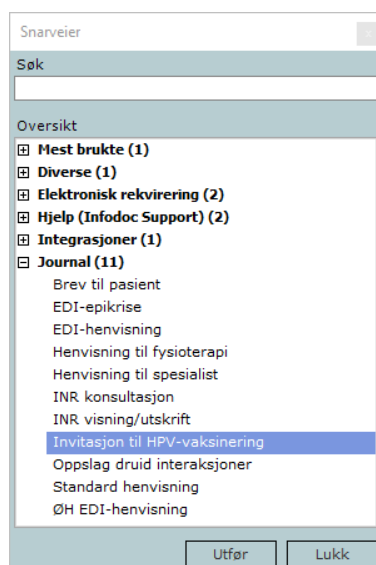 Snarveier
Søk
Oversikt
Mest brukte (1)
Diverse (1)
Elektronisk rekvirering (2)
Hjelp (Infodoc Support) (2)
Integrasjoner (1)
Journal (11)
Brev til pasient
EDI-epikrise
EDI-henvisning
Henvisning til fysioterapi
Henvisning til spesialist
INR konsultasjon
INR visning/utskrift
Invitasjon til HPV-vaksinering
Oppslag druid interaksjoner
Standard henvisning
ØH EDI-henvisning
Utfør
Lukk